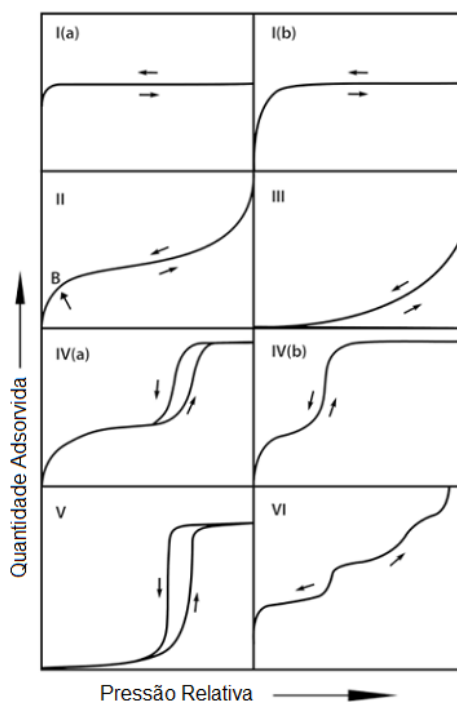 I(a)
I(b)
II
III
B
IV(a)
IV(b)
V
VI
Quantidade Adsorvida
Pressão Relativa